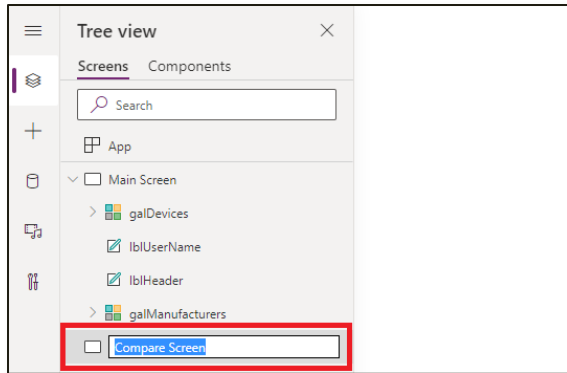 Tree view
Screens Components
Search
App
Main Screen
galDevices
lblUserName
lblHeader
galManufacturers
Compare Screen